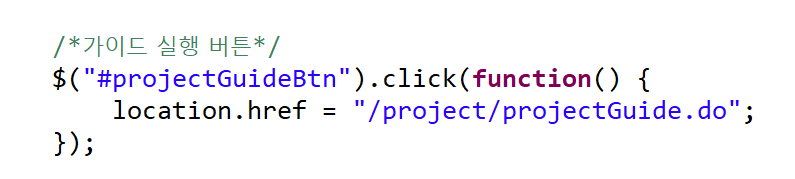 /*가이드 실행 버튼*/
$("#projectGuideBtn").click(function() {
    location.href = "/project/projectGuide.do";
});